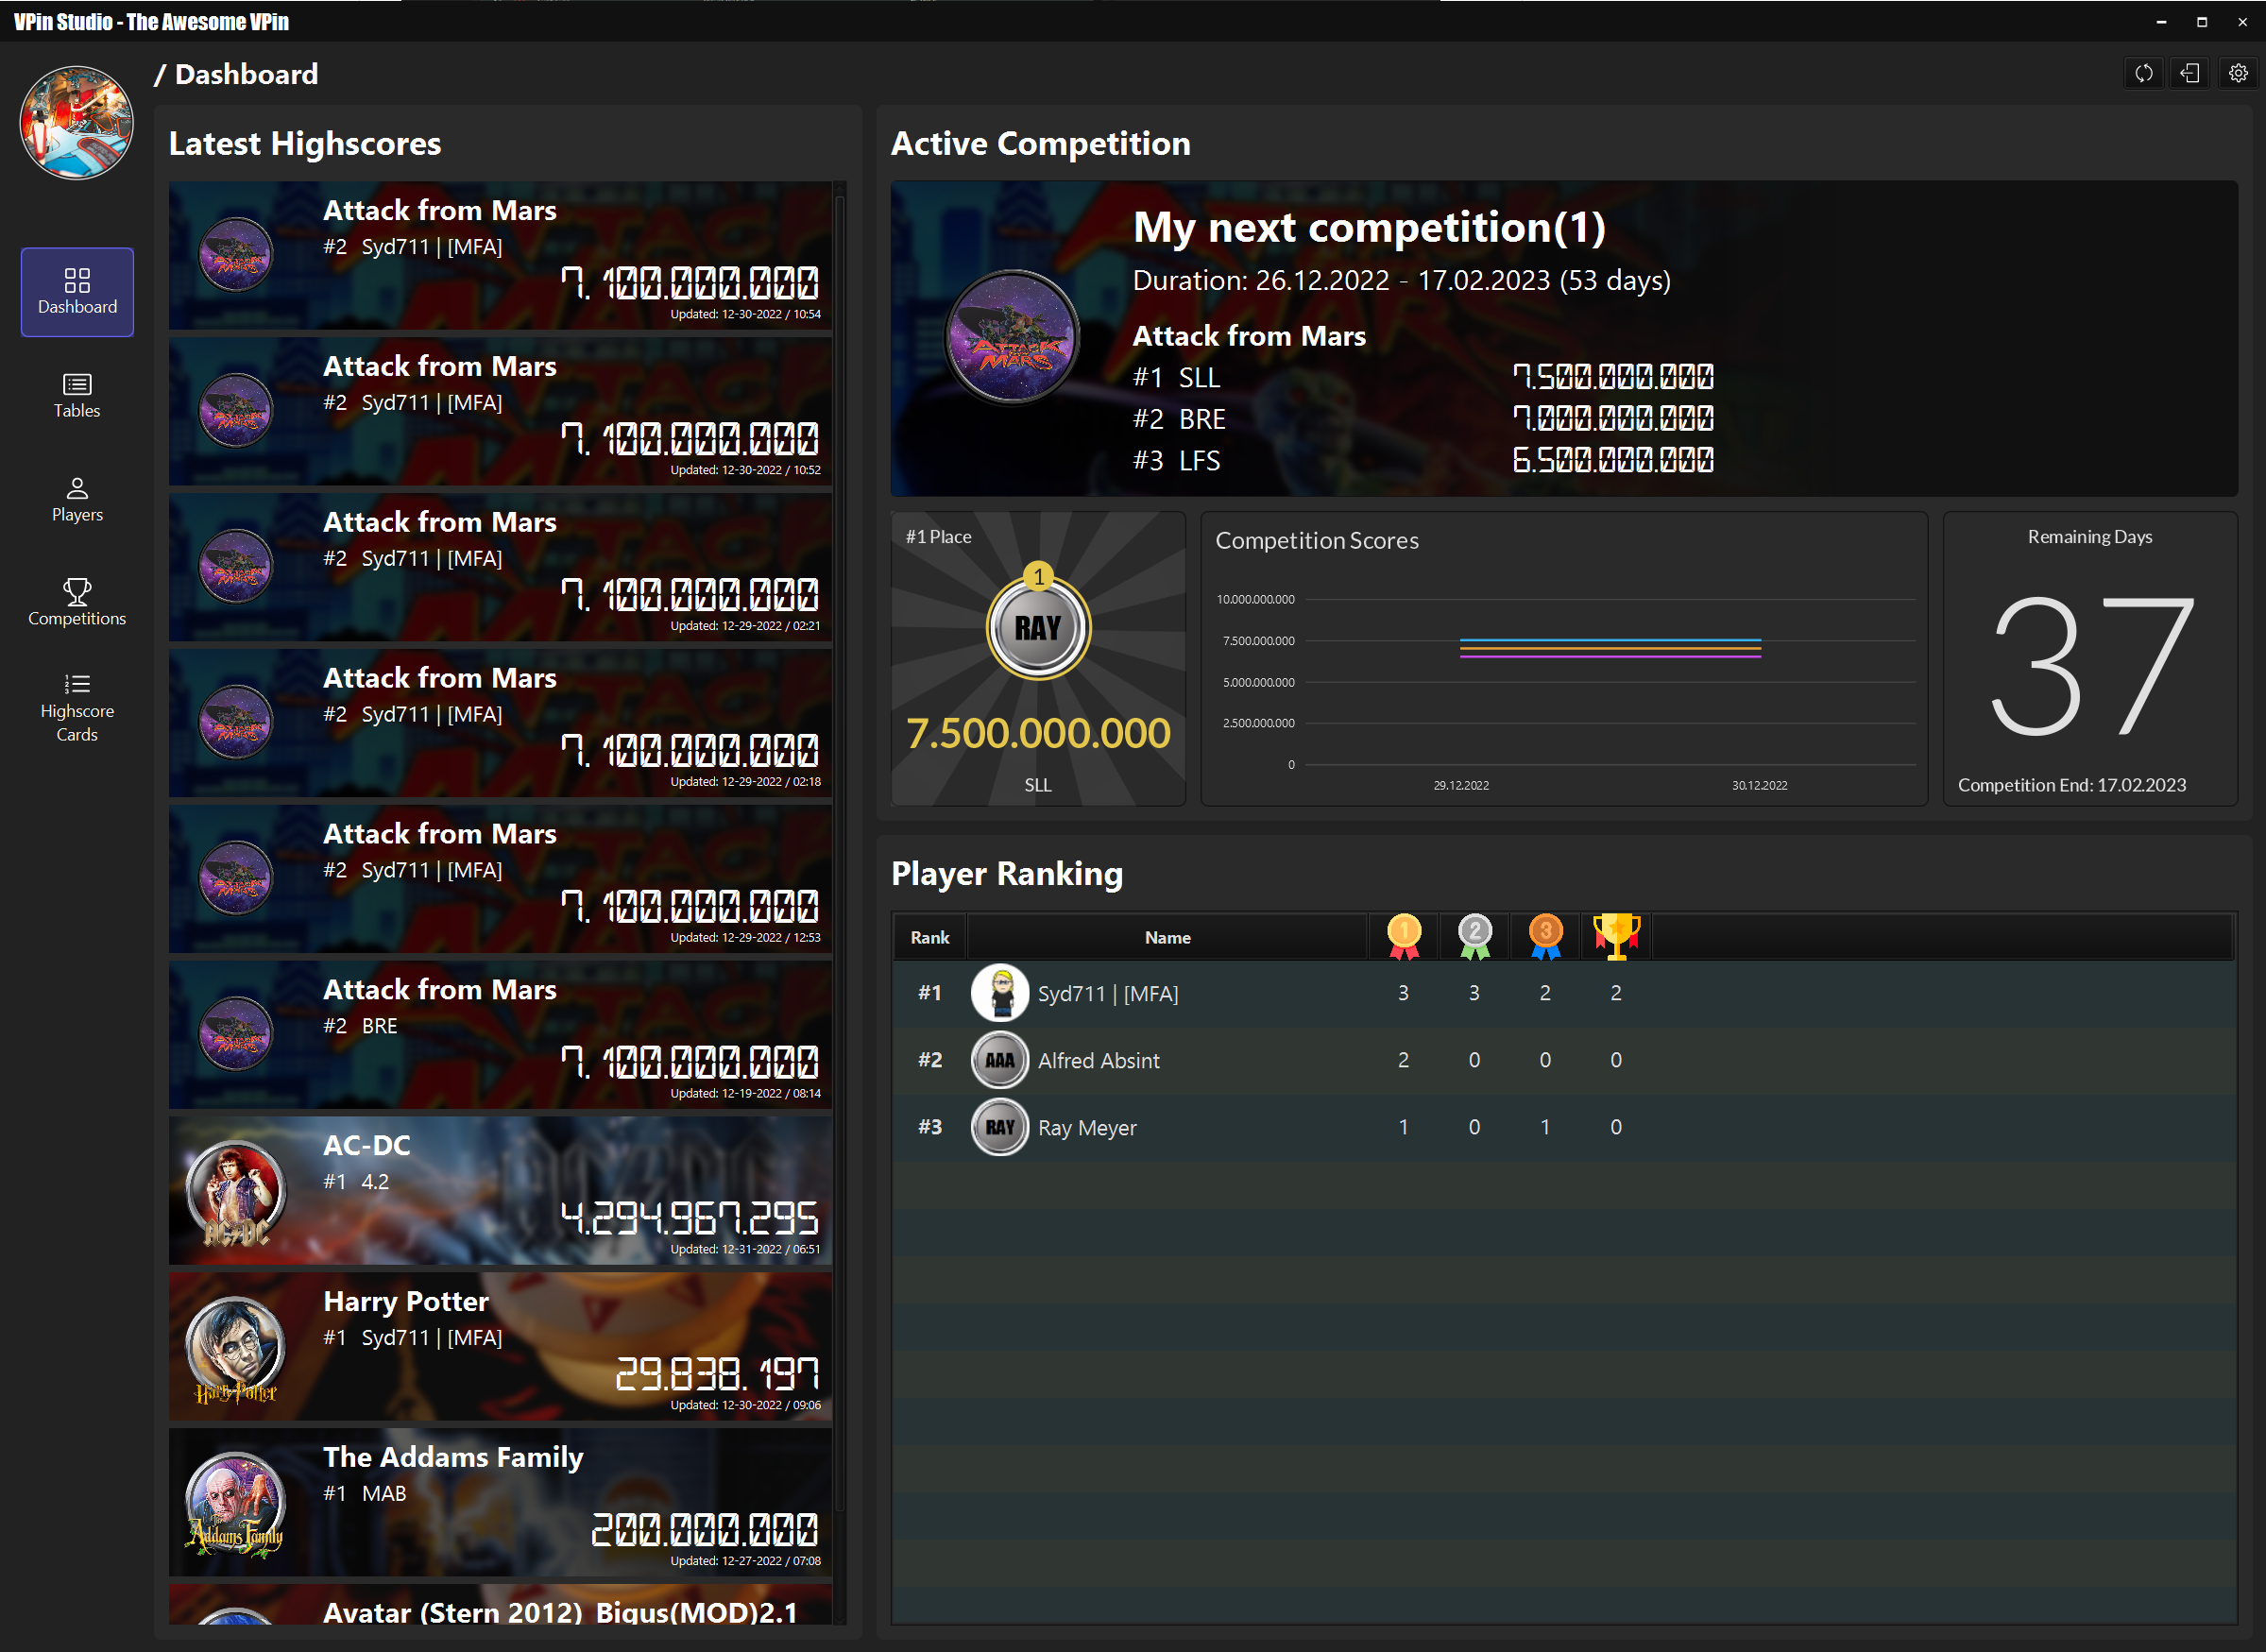 VPin Studio - The Awesome VPin
/ Dashboard
Dashboard
Tables
Players
Competitions
Highscore
Cards
Latest Highscores
Attack from Mars
#2 Syd711 | [MFA]
7.100.000.000
Updated: 12-30-2022 / 10:54
Attack from Mars
#2 Syd711 | [MFA]
7.100.000.000
Updated: 12-30-2022 / 10:52
Attack from Mars
#2 Syd711 | [MFA]
7.100.000.000
Updated: 12-29-2022 / 02:21
Attack from Mars
#2 Syd711 | [MFA]
7.100.000.000
Updated: 12-29-2022 / 02:18
Attack from Mars
#2 Syd711 | [MFA]
7.100.000.000
Updated: 12-29-2022 / 12:53
Attack from Mars
#2 BRE
7.100.000.000
Updated: 12-19-2022 / 08:14
AC-DC
#1 4.2
4.294.967.295
Updated: 12-31-2022 / 06:51
AC/DC
Harry Potter
#1 Syd711 | [MFA]
29.838.197
Updated: 12-30-2022 / 09:06
Harry Potter
The Addams Family
#1 MAB
200.000.000
Updated: 12-27-2022 / 07:08
The Addams Family
Avatar (Stern 2012)_Bigus(MOD)2.1
Active Competition
My next competition(1)
Duration: 26.12.2022 - 17.02.2023 (53 days)
ATTACK
MARS
Attack from Mars
#1 SLL 7.500.000.000
#2 BRE 7.000.000.000
#3 LFS 6.500.000.000
#1 Place
1
RAY
7.500.000.000
SLL
Competition Scores
10.000.000.000
7.500.000.000
5.000.000.000
2.500.000.000
0
29.12.2022 30.12.2022
Remaining Days
37
Competition End: 17.02.2023
Player Ranking
Rank Name 1 2 3
#1 Syd711 | [MFA] 3 3 2 2
#2 AAA Alfred Absint 2 0 0 0
#3 RAY Ray Meyer 1 0 1 0